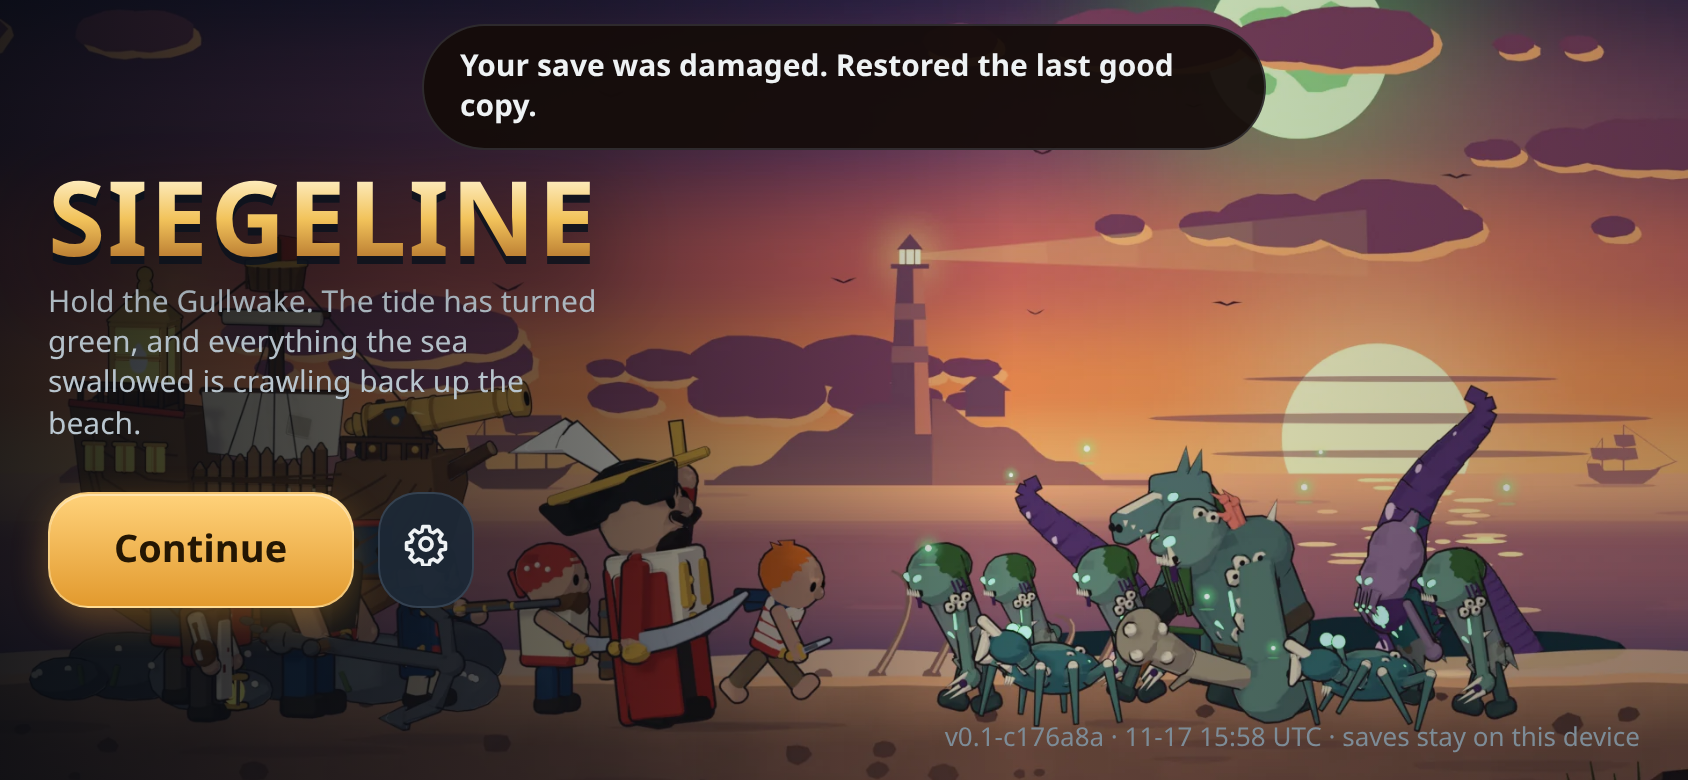 Your save was damaged. Restored the last good
copy.
SIEGELINE
Hold the Gullwake. The tide has turned
green, and everything the sea
swallowed is crawling back up the
beach.
Continue
v0.1-c176a8a · 11-17 15:58 UTC · saves stay on this device